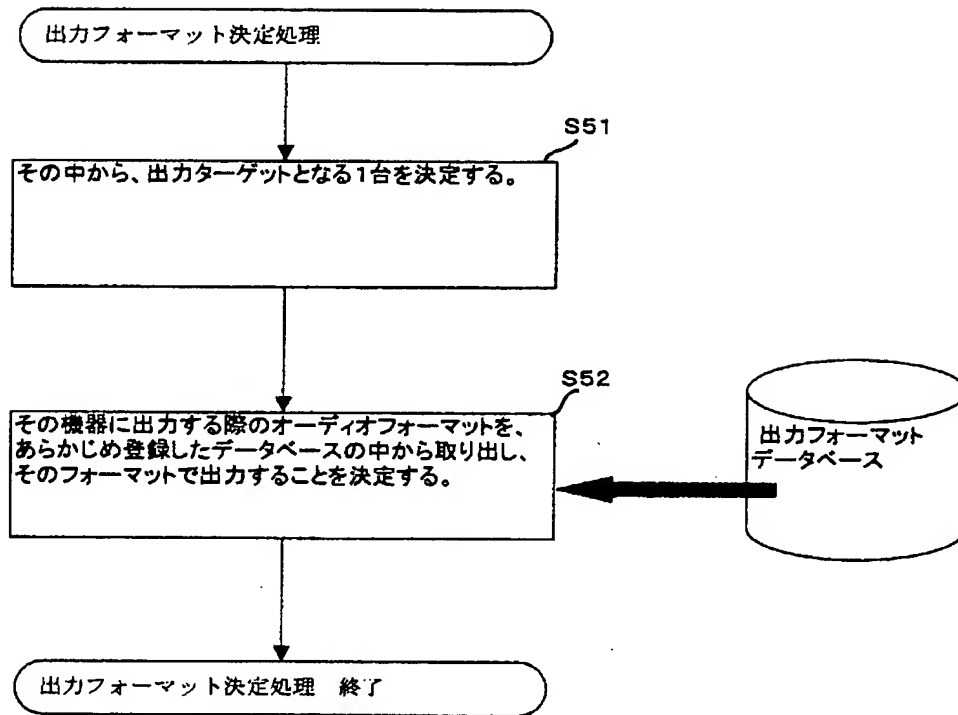 出力フォーマット決定処理
S51
その中から、出力ターゲットとなる1台を決定する。
S52
その機器に出力する際のオーディオフォーマットを、
あらかじめ登録したデータベースの中から取り出し、
そのフォーマットで出力することを決定する。
出力フォーマット
データベース
出力フォーマット決定処理 終了